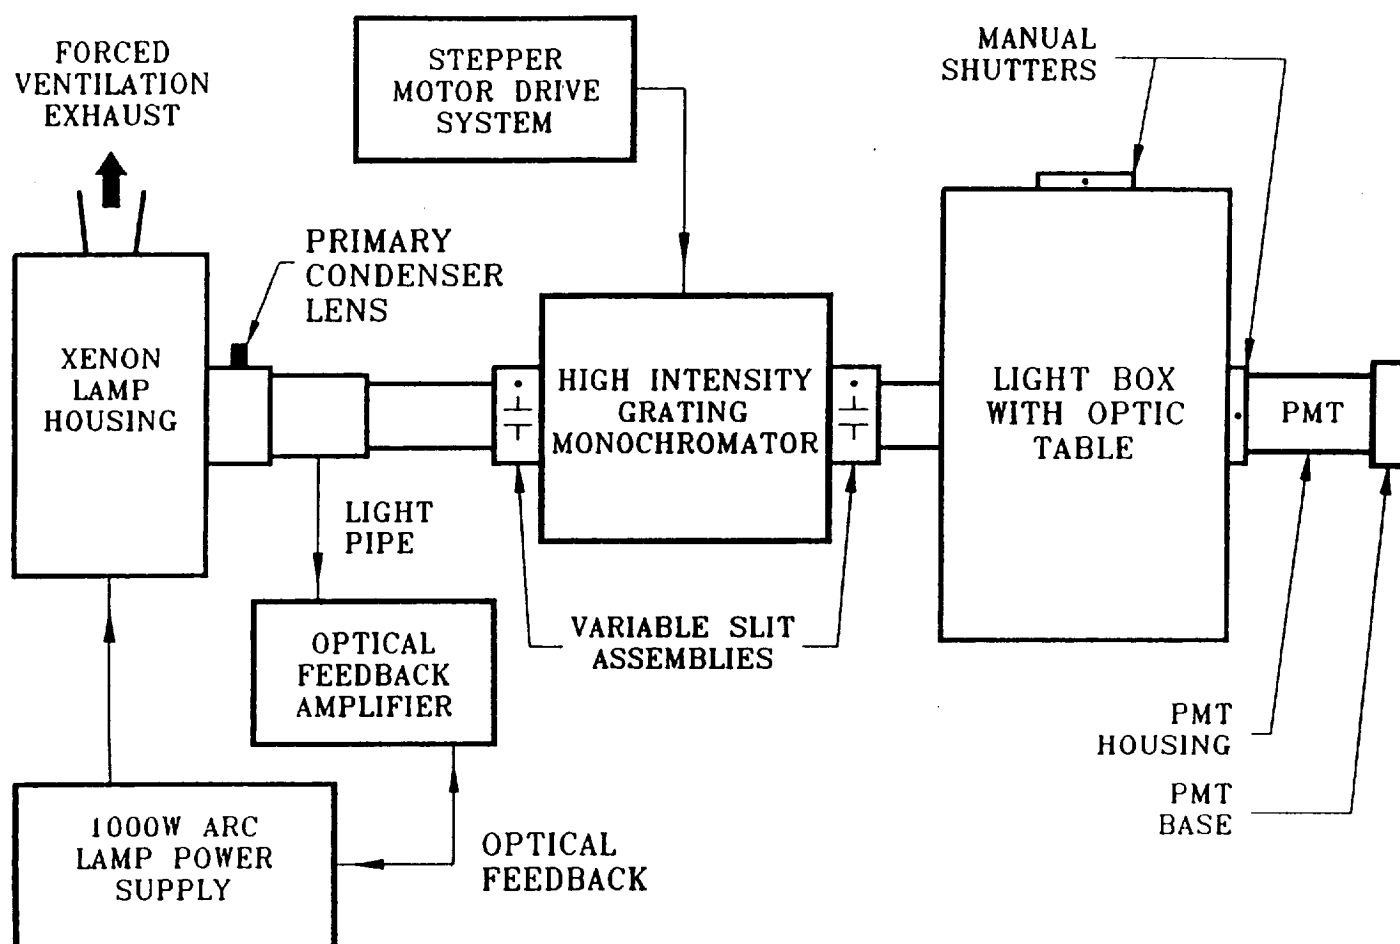 FORCED
VENTILATION
EXHAUST
STEPPER
MOTOR DRIVE
SYSTEM
MANUAL
SHUTTERS
PRIMARY
CONDENSER
LENS
XENON
LAMP
HOUSING
HIGH INTENSITY
GRATING
MONOCHROMATOR
LIGHT BOX
WITH OPTIC
TABLE
PMT
LIGHT
PIPE
OPTICAL
FEEDBACK
AMPLIFIER
VARIABLE SLIT
ASSEMBLIES
PMT
HOUSING
PMT
BASE
1000W ARC
LAMP POWER
SUPPLY
OPTICAL
FEEDBACK